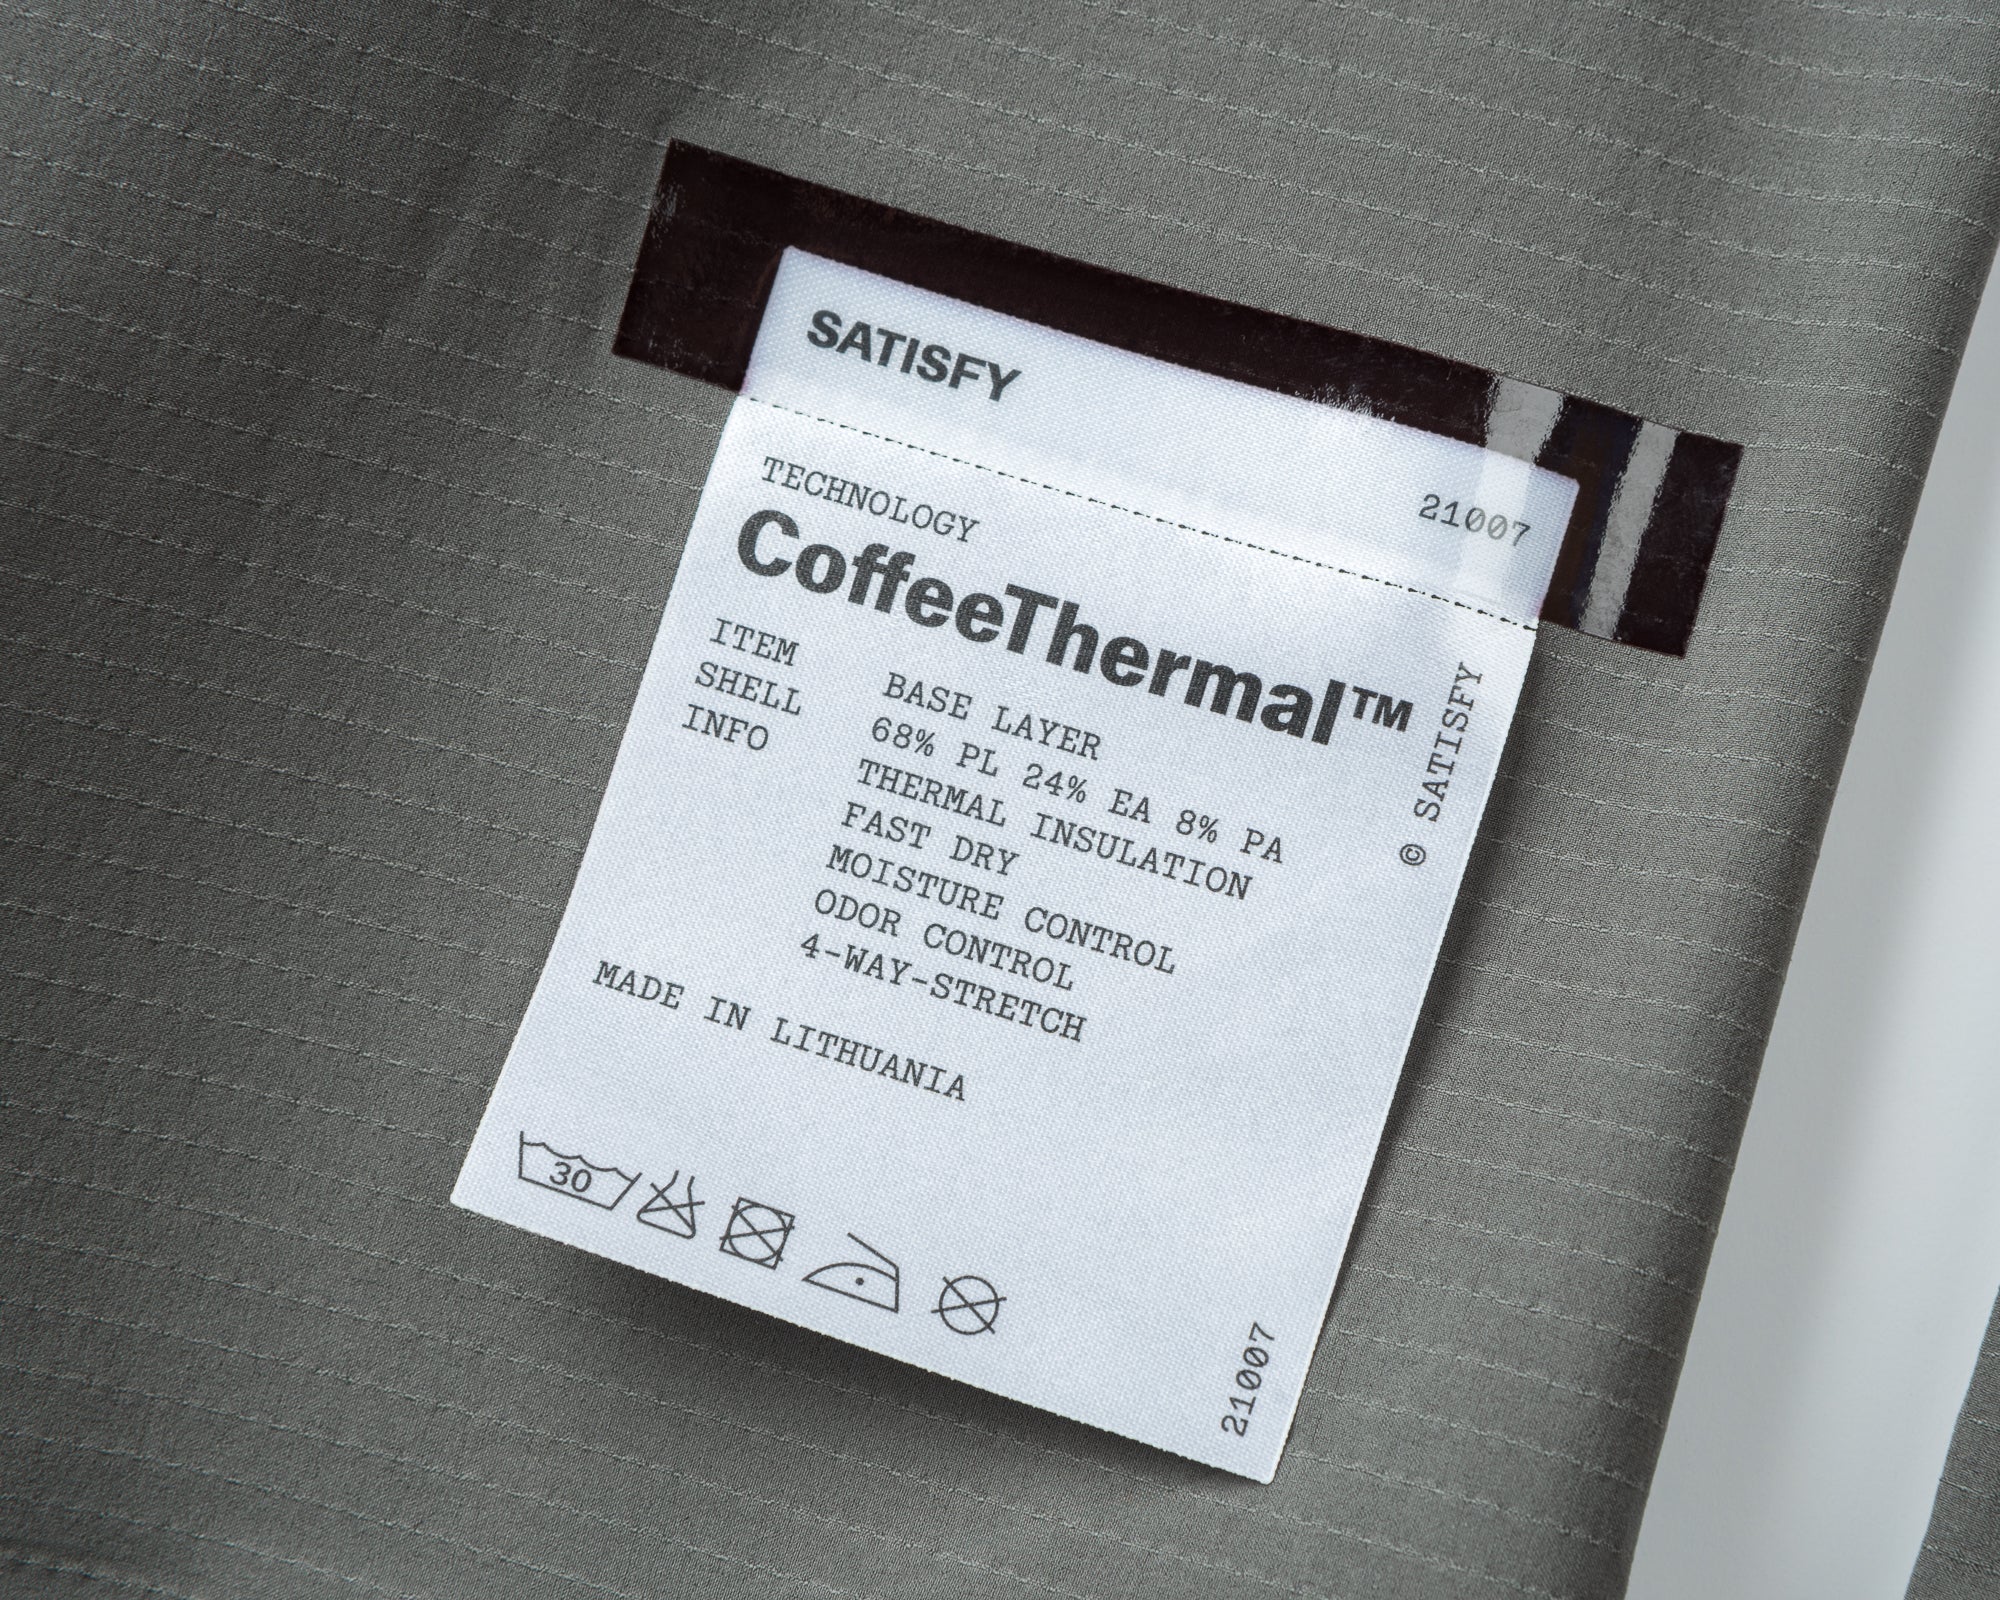 SATISFY
21007
TECHNOLOGY
CoffeeThermal™
ITEM BASE LAYER
SHELL 68% PL 24% EA 8% PA
INFO THERMAL INSULATION
FAST DRY
MOISTURE CONTROL
ODOR CONTROL
4-WAY-STRETCH
MADE IN LITHUANIA
30
© SATISFY
21007